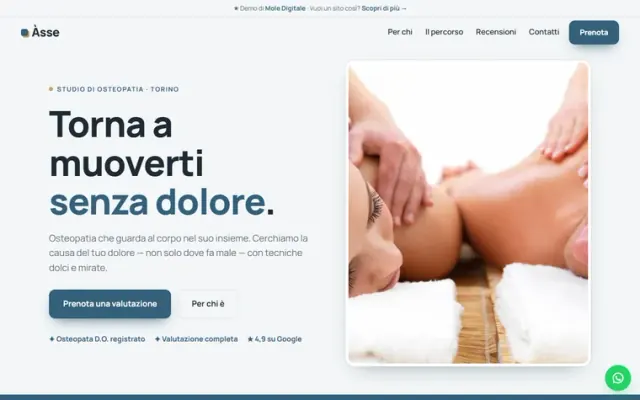 ★ Demo di Mole Digitale · Vuoi un sito così? Scopri di più →
Àsse
Per chi
Il percorso
Recensioni
Contatti
Prenota
STUDIO DI OSTEOPATIA · TORINO
Torna a
muoverti
senza dolore.
Osteopatia che guarda al corpo nel suo insieme. Cerchiamo la
causa del tuo dolore — non solo dove fa male — con tecniche
dolci e mirate.
Prenota una valutazione
Per chi è
✦ Osteopata D.O. registrato
✦ Valutazione completa
★ 4,9 su Google